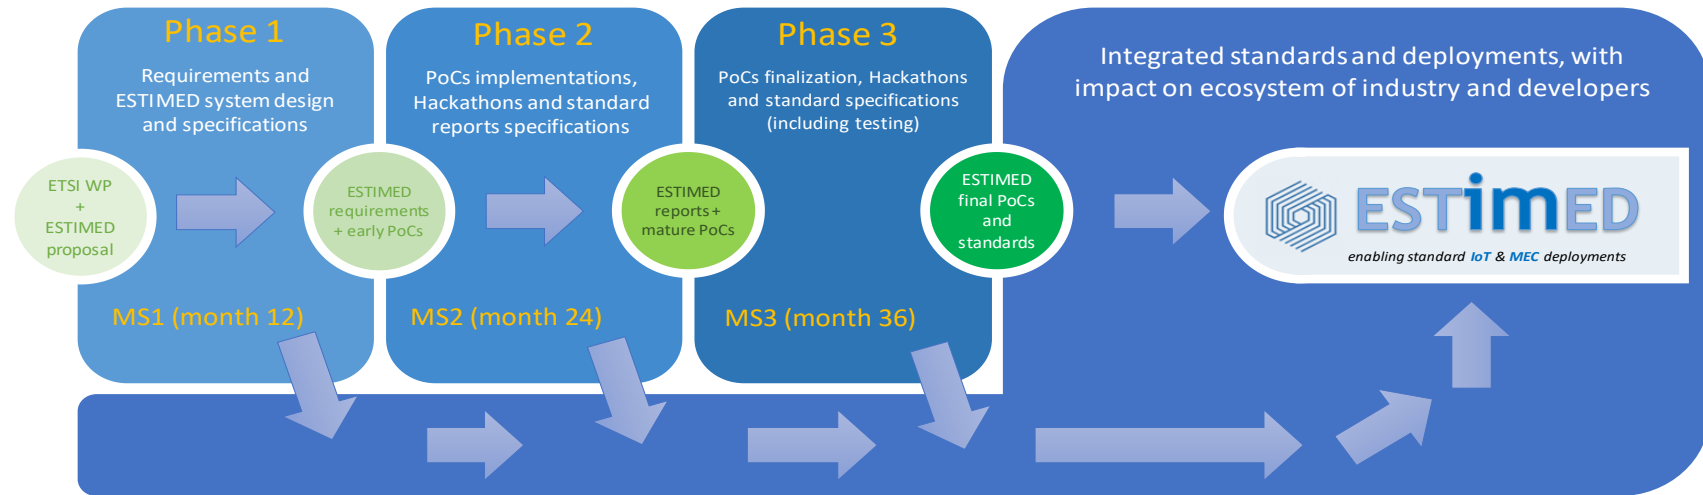 Phase 1
Requirements and
ESTIMED system design
and specifications
Phase 2
PoCs implementations,
Hackathons and standard
reports specifications
Phase 3
PoCs finalization, Hackathons
and standard specifications
(including testing)
Integrated standards and deployments, with
impact on ecosystem of industry and developers
ETSI WP
+
ESTIMED
proposal
ESTIMED
requirements
+ early PoCs
ESTIMED
reports +
mature PoCs
ESTIMED
final PoCs
and
standards
ESTimED
enabling standard IoT & MEC deployments
MS1 (month 12)
MS2 (month 24)
MS3 (month 36)